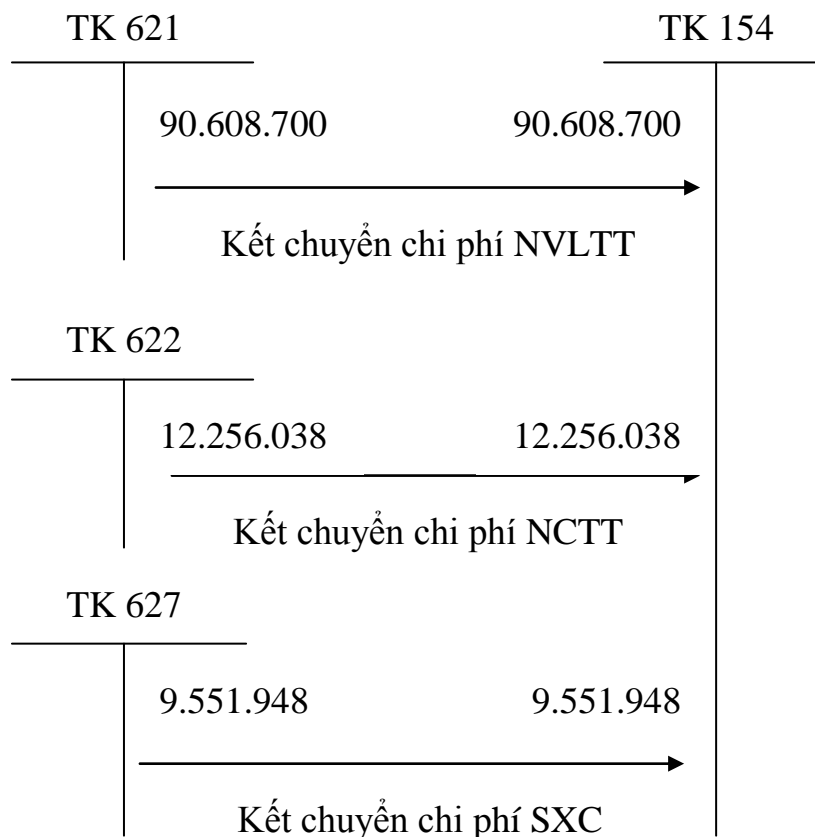 TK 621 TK 154
90.608.700 90.608.700
Kết chuyển chi phí NVLTT
TK 622
12.256.038 12.256.038
Kết chuyển chi phí NCTT
TK 627
9.551.948 9.551.948
Kết chuyển chi phí SXC